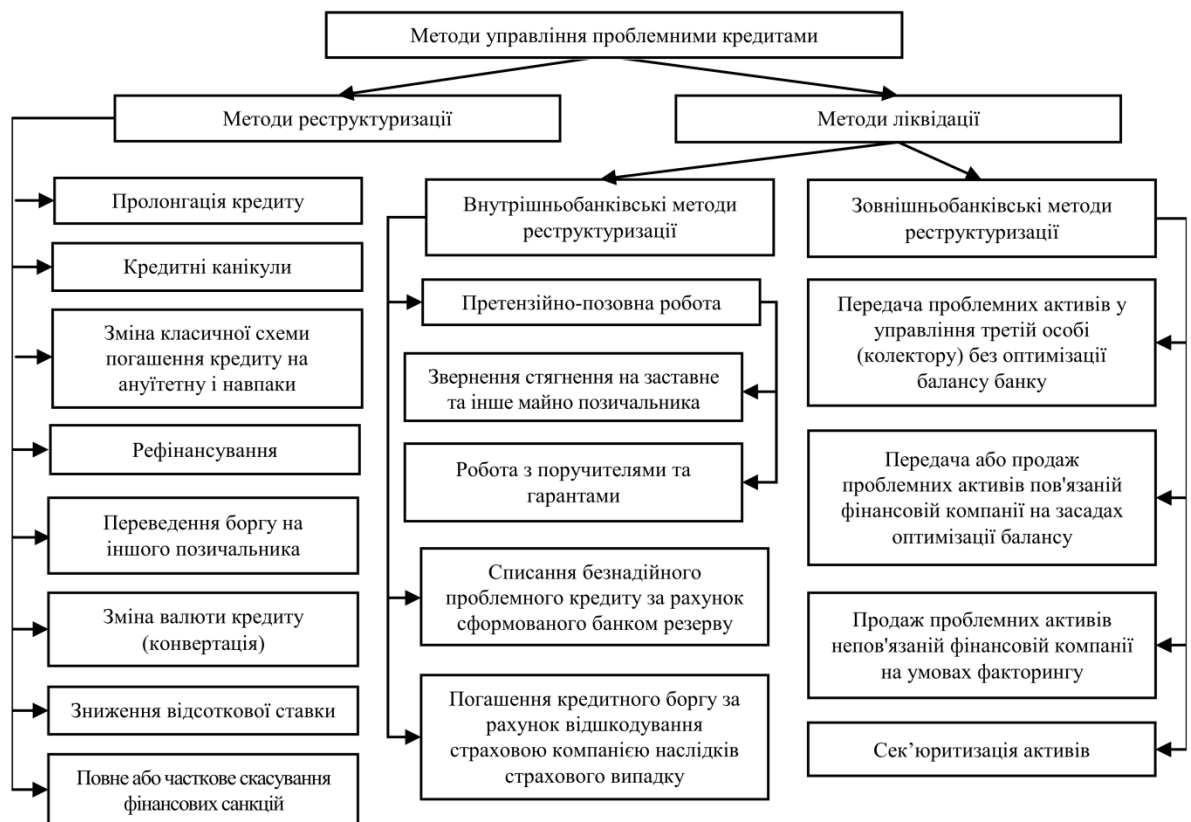 Методи управління проблемними кредитами
Методи реструктуризації
Методи ліквідації
Пролонгація кредиту
Кредитні канікули
Зміна класичної схеми
погашення кредиту на
ануїтетну і навпаки
Рефінансування
Переведення боргу на
іншого позичальника
Зміна валюти кредиту
(конвертація)
Зниження відсоткової ставки
Повне або часткове скасування
фінансових санкцій
Внутрішньобанківські методи
реструктуризації
Претензійно-позовна робота
Звернення стягнення на заставне
та інше майно позичальника
Робота з поручителями та
гарантами
Списання безнадійного
проблемного кредиту за рахунок
сформованого банком резерву
Погашення кредитного боргу за
рахунок відшкодування
страховою компанією наслідків
страхового випадку
Зовнішньобанківські методи
реструктуризації
Передача проблемних активів у
управління третій особі
(колектору) без оптимізації
балансу банку
Передача або продаж
проблемних активів пов'язаній
фінансовій компанії на засадах
оптимізації балансу
Продаж проблемних активів
непов'язаній фінансовій компанії
на умовах факторингу
Сек’юритизація активів